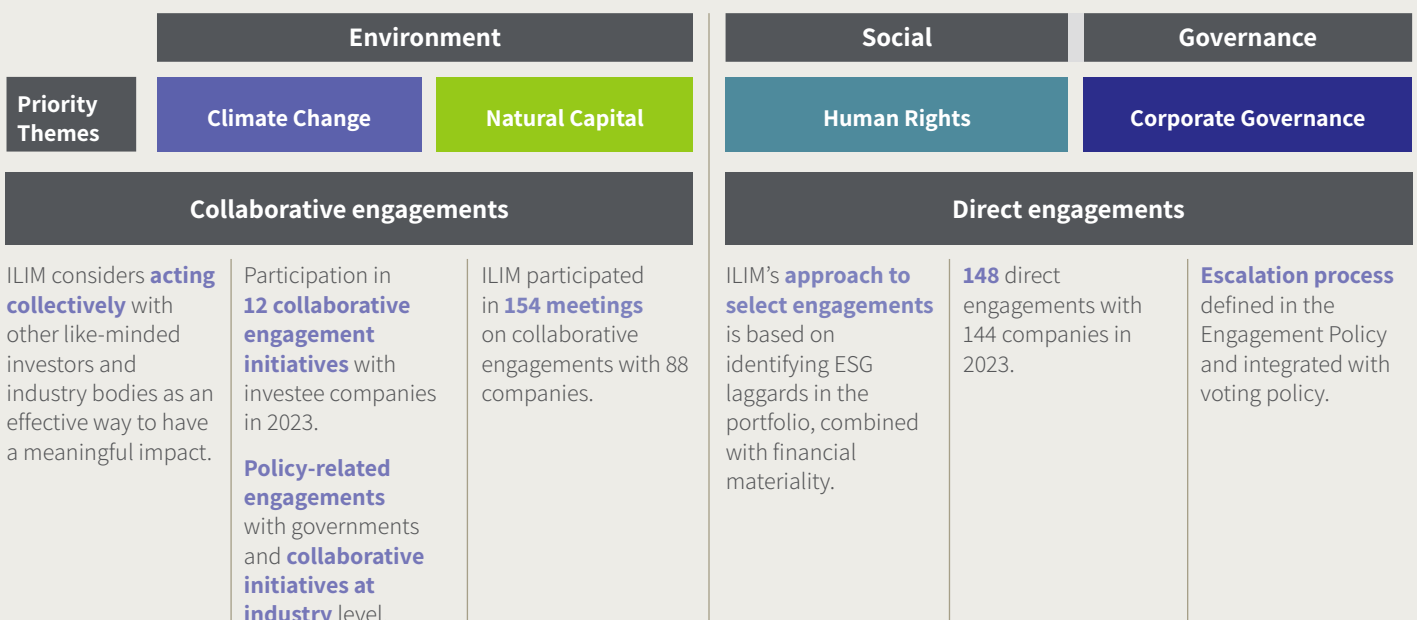 Environment
Social
Governance
Priority
Themes
Climate Change
Natural Capital
Human Rights
Corporate Governance
Collaborative engagements
Direct engagements
ILIM considers acting
collectively with
other like-minded
investors and
industry bodies as an
effective way to have
a meaningful impact.
Participation in
12 collaborative
engagement
initiatives with
investee companies
in 2023.
Policy-related
engagements
with governments
and collaborative
initiatives at
industry level
ILIM participated
in 154 meetings
on collaborative
engagements with 88
companies.
ILIM’s approach to
select engagements
is based on
identifying ESG
laggards in the
portfolio, combined
with financial
materiality.
148 direct
engagements with
144 companies in
2023.
Escalation process
defined in the
Engagement Policy
and integrated with
voting policy.